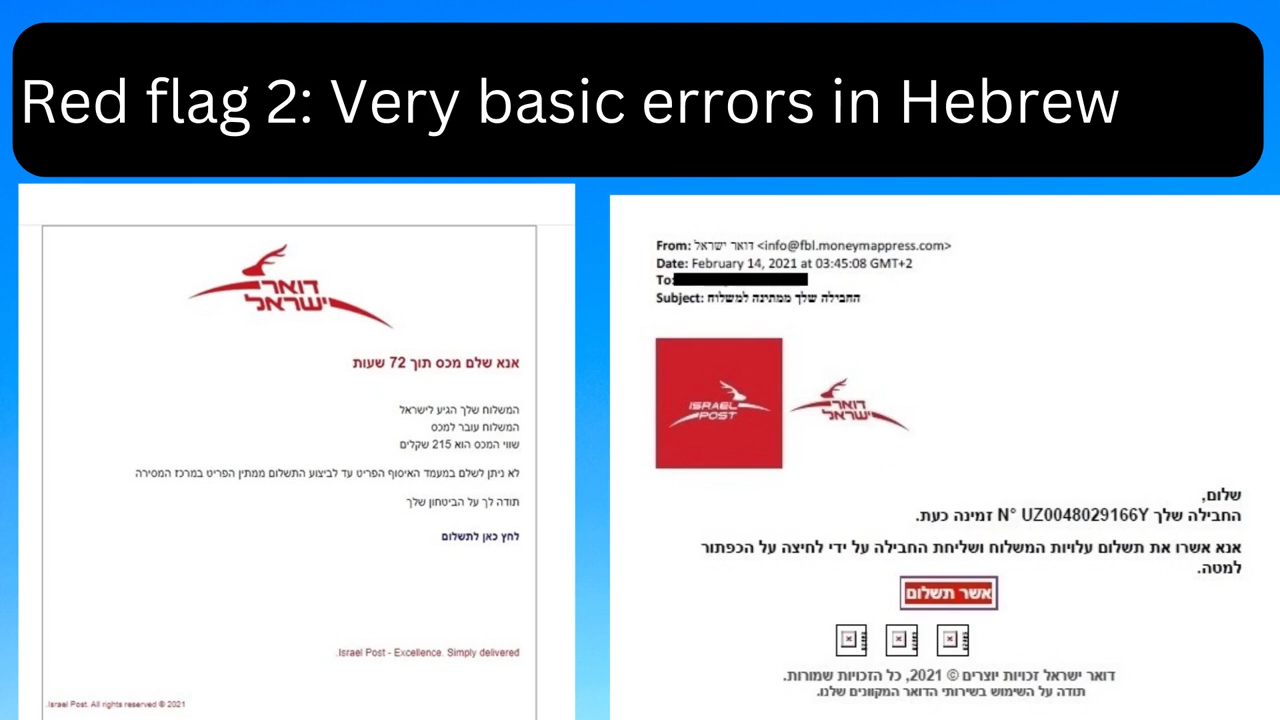 Red flag 2: Very basic errors in Hebrew
דואר
ישראל
אנא שלם מכס תוך 72 שעות
המשלוח שלך הגיע לישראל
המשלוח עובר למכס
שווי המכס הוא 215 שקלים
לא ניתן לשלם במעמד האיסוף הפריט עד לביצוע התשלום ממתין הפריט במרכז המסירה
תודה לך על הביטחון שלך
לחץ כאן לתשלום
.Israel Post - Excellence. Simply delivered
.Israel Post. All rights reserved © 2021
From: דואר ישראל <info@fbl.moneymappress.com>
Date: February 14, 2021 at 03:45:08 GMT+2
To:
Subject: החבילה שלך ממתינה למשלוח
ISRAEL
POST
דואר
ישראל
שלום,
החבילה שלך N° UZ0048029166Y זמינה כעת.
אנא אשרו את תשלום עלויות המשלוח ושליחת החבילה על ידי לחיצה על הכפתור
למטה.
אשר תשלום
דואר ישראל זכויות יוצרים © 2021, כל הזכויות שמורות.
תודה על השימוש בשירותי הדואר המקוונים שלנו.